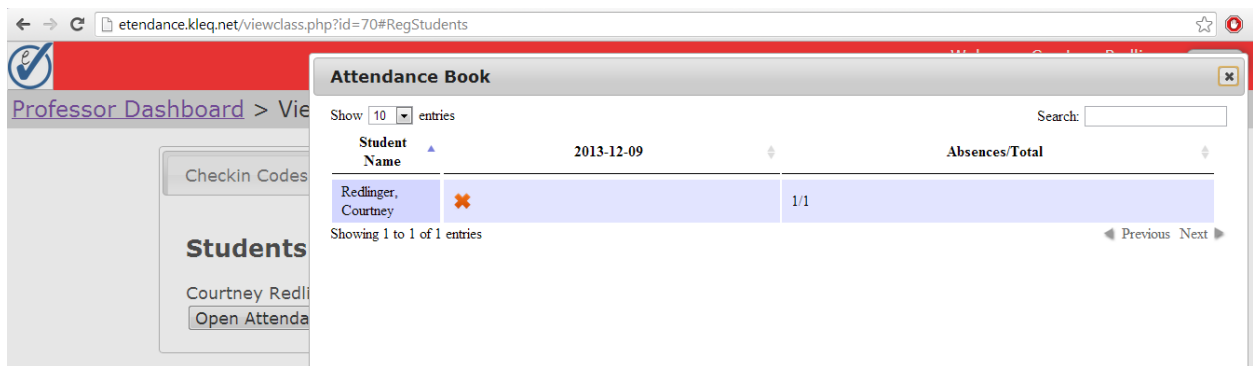 etendance.kleq.net/viewclass.php?id=70#RegStudents
Attendance Book
Professor Dashboard > Vie
Show 10 entries Search:
Student Name 2013-12-09 Absences/Total
Redlinger, Courtney 1/1
Showing 1 to 1 of 1 entries Previous Next
Checkin Codes
Students
Courtney Redli
Open Attenda